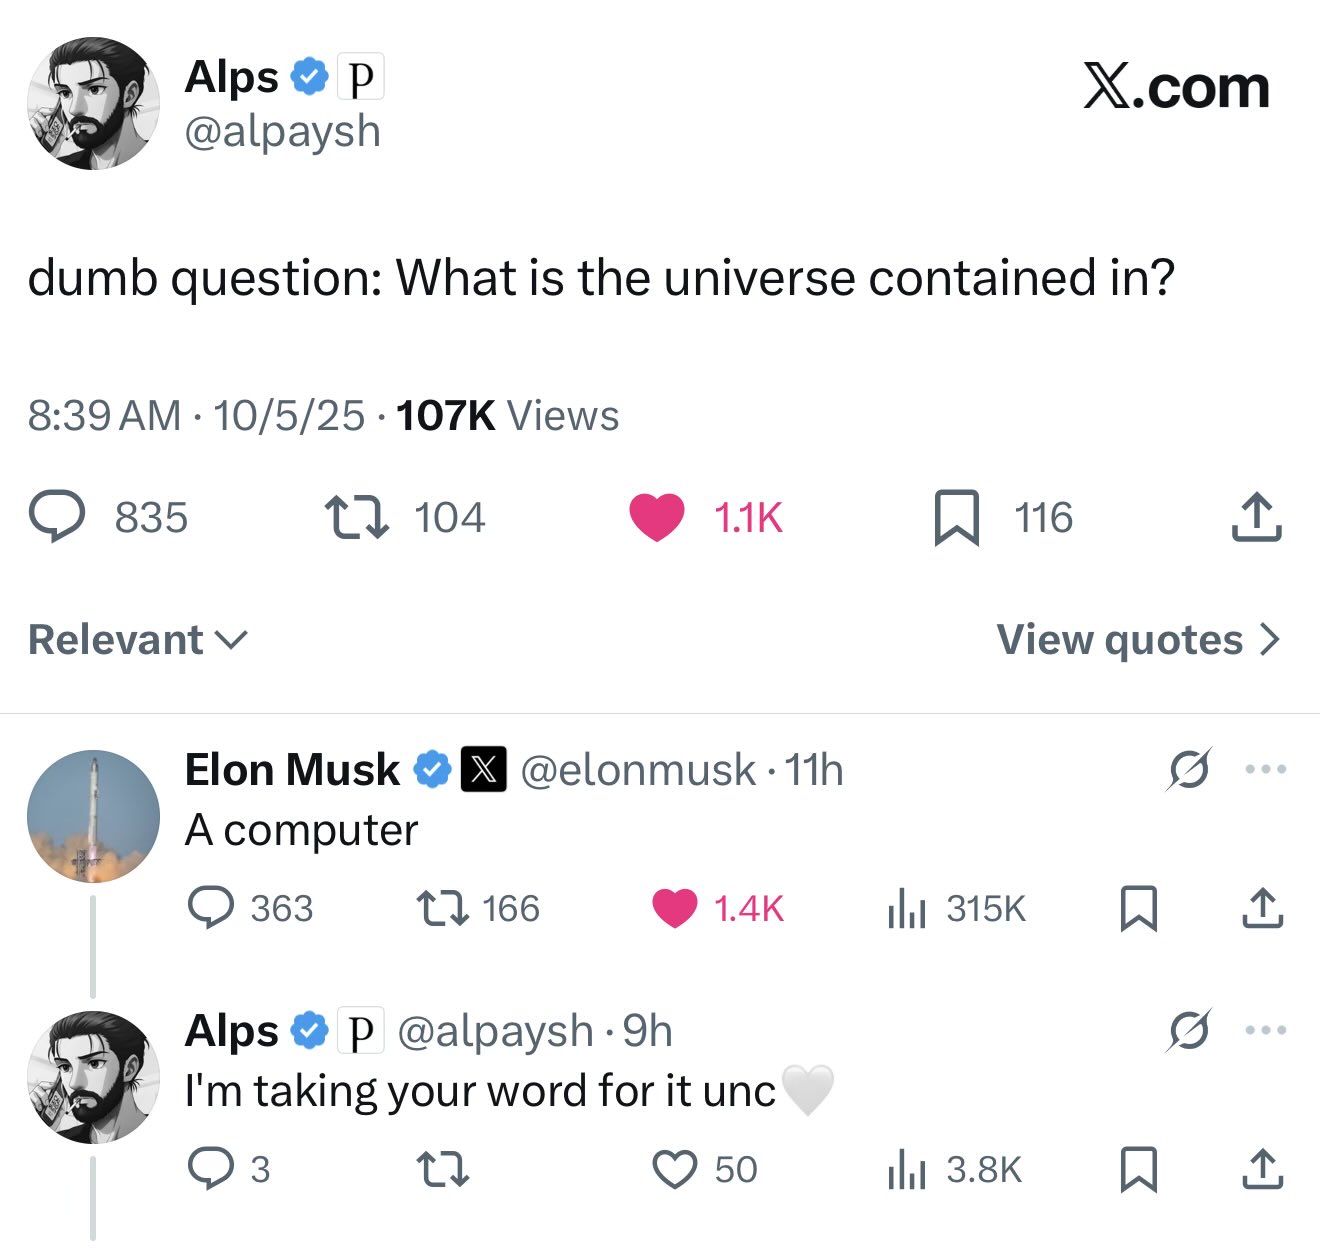 Alps p
@alpaysh
X.com
dumb question: What is the universe contained in?
8:39 AM · 10/5/25 · 107K Views
835 104 1.1K 116
Relevant View quotes
Elon Musk X @elonmusk · 11h
A computer
363 166 1.4K 315K
Alps p @alpaysh · 9h
I'm taking your word for it unc🤍
3 50 3.8K